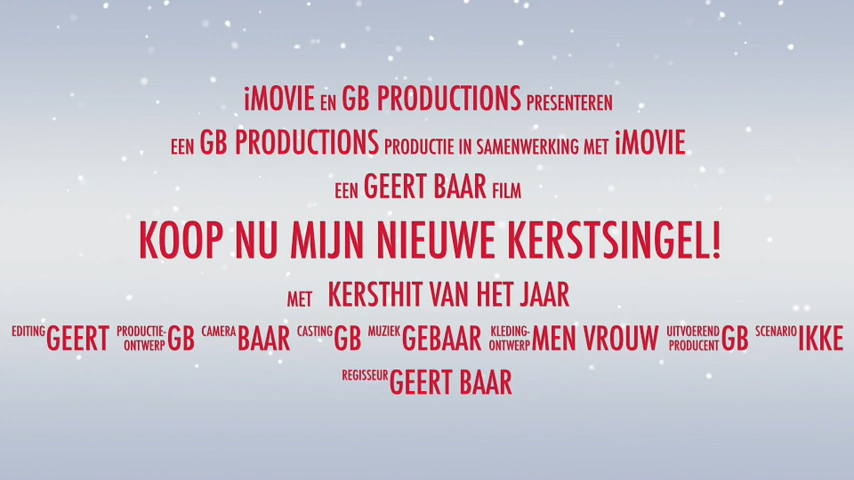 iMOVIE EN GB PRODUCTIONS PRESENTEREN
EEN GB PRODUCTIONS PRODUCTIE IN SAMENWERKING MET iMOVIE
EEN GEERT BAAR FILM
KOOP NU MIJN NIEUWE KERSTSINGEL!
MET KERSTHIT VAN HET JAAR
EDITING GEERT PRODUCTIE-ONTWERP GB CAMERA BAAR CASTING GB MUZIEK GEBAAR KLEDING-ONTWERP MEN VROUW UITVOEREND PRODUCENT GB SCENARIO IKKE
REGISSEUR GEERT BAAR